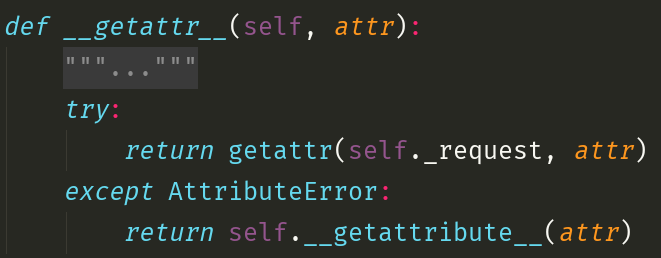 def __getattr__(self, attr):
    """..."""
    try:
        return getattr(self._request, attr)
    except AttributeError:
        return self.__getattribute__(attr)